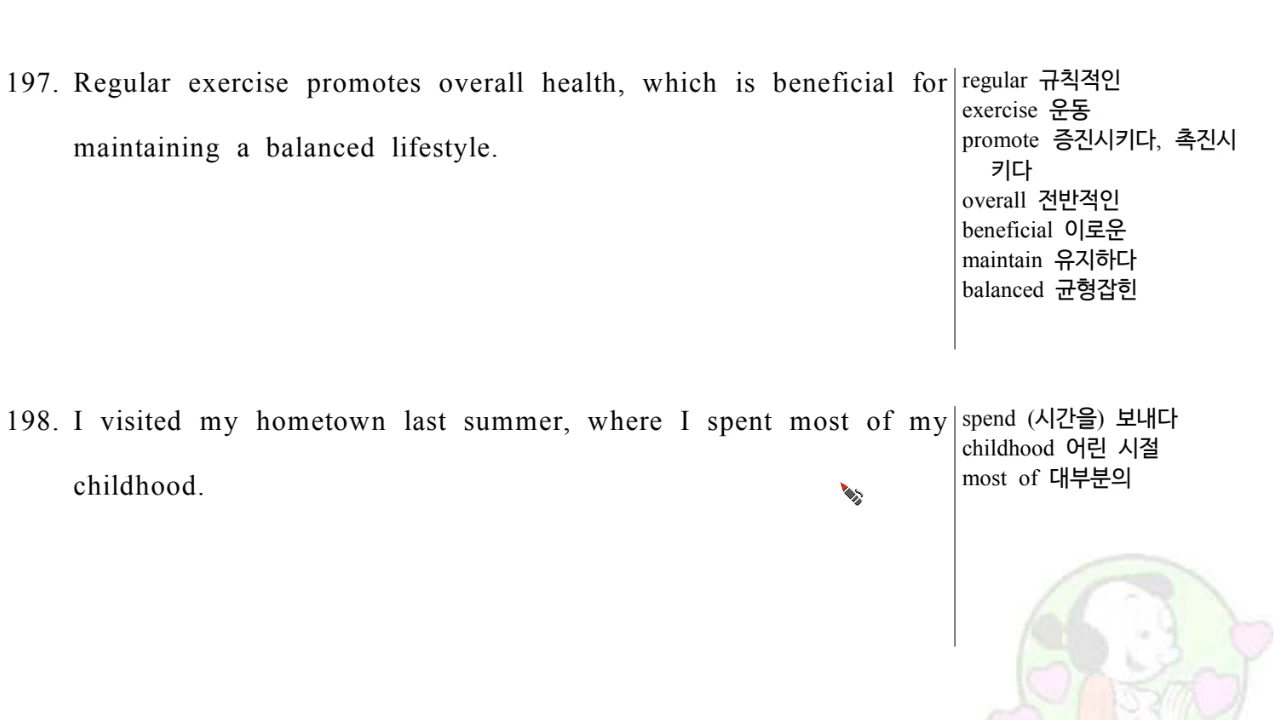 197. Regular exercise promotes overall health, which is beneficial for
maintaining a balanced lifestyle.
regular 규칙적인
exercise 운동
promote 증진시키다, 촉진시
키다
overall 전반적인
beneficial 이로운
maintain 유지하다
balanced 균형잡힌
198. I visited my hometown last summer, where I spent most of my
childhood.
spend (시간을) 보내다
childhood 어린 시절
most of 대부분의